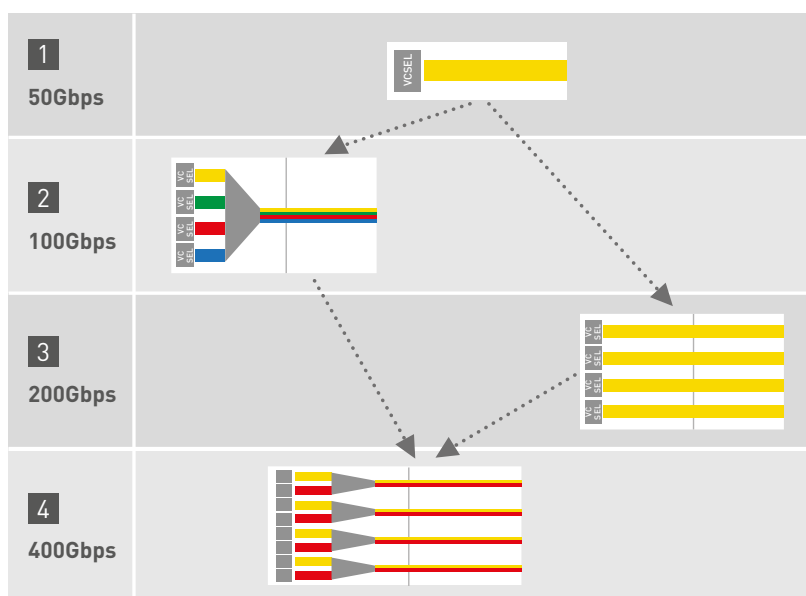 1
50Gbps
VCSEL
2
100Gbps
VC
SEL
VC
SEL
VC
SEL
VC
SEL
3
200Gbps
VC
SEL
VC
SEL
VC
SEL
VC
SEL
4
400Gbps